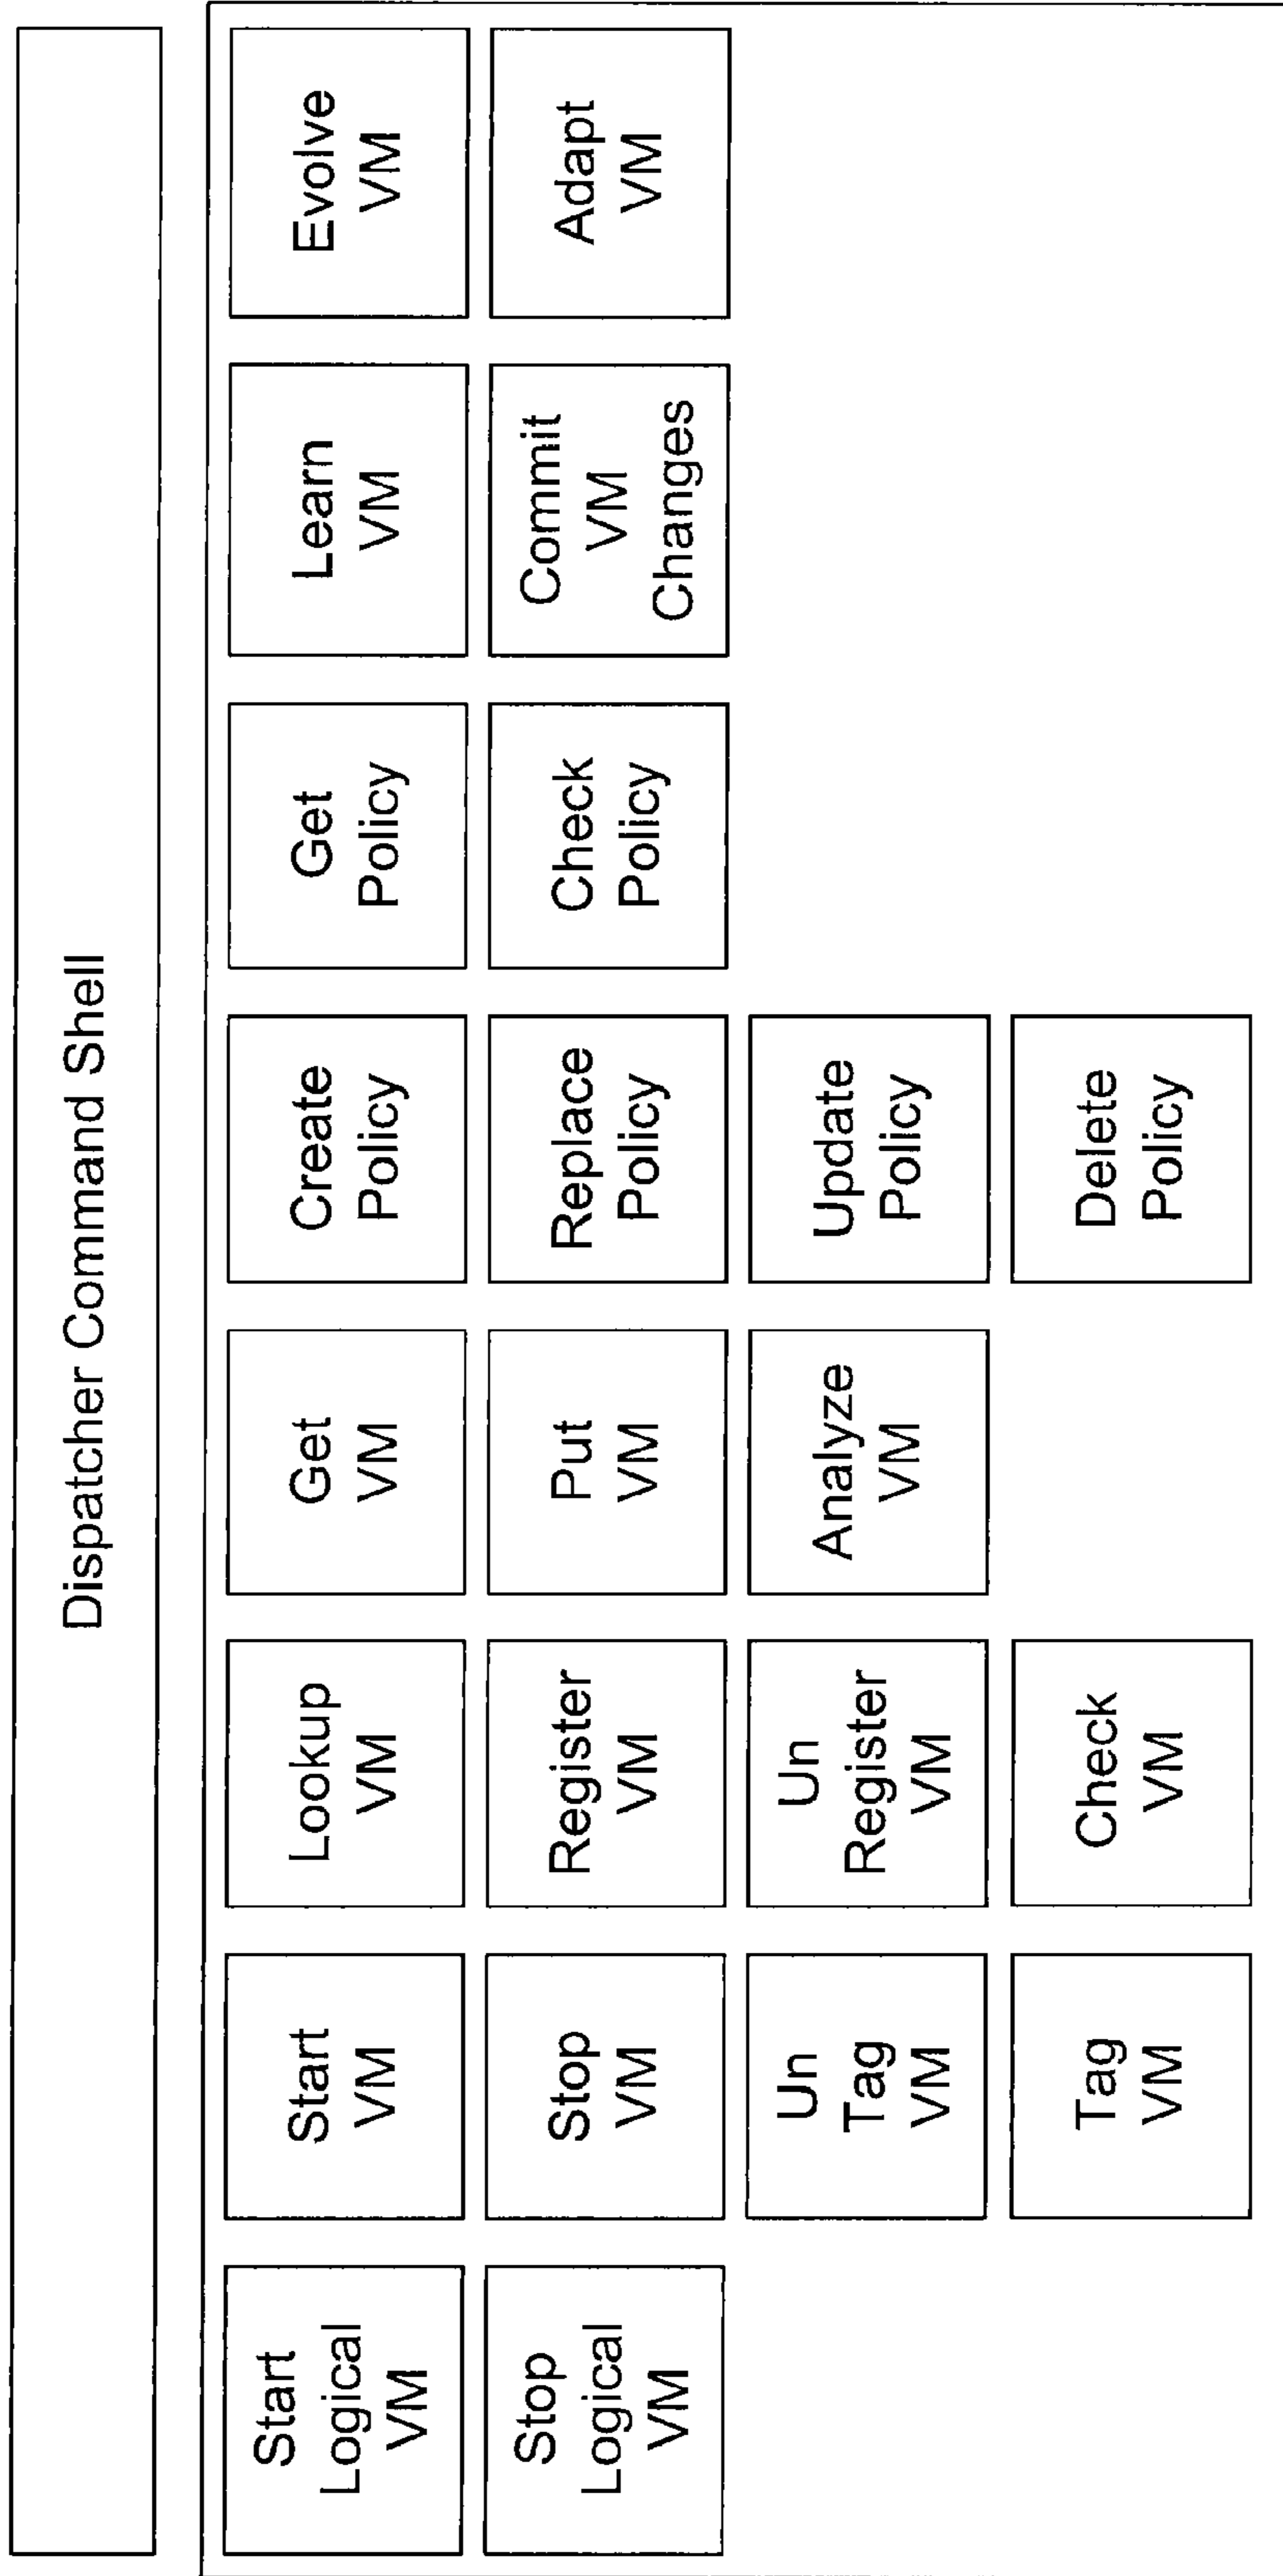 Dispatcher Command Shell
Start
Logical
VM
Start
VM
Lookup
VM
Get
VM
Create
Policy
Get
Policy
Learn
VM
Evolve
VM
Stop
Logical
VM
Stop
VM
Register
VM
Put
VM
Replace
Policy
Check
Policy
Commit
VM
Changes
Adapt
VM
Un
Tag
VM
Un
Register
VM
Analyze
VM
Update
Policy
Tag
VM
Check
VM
Delete
Policy